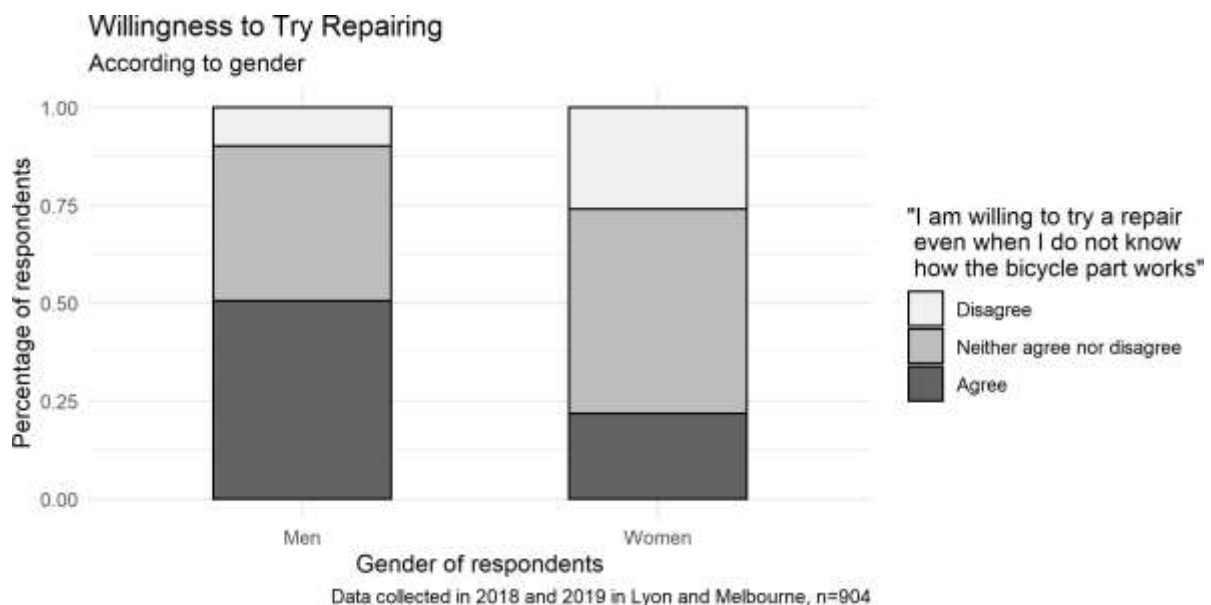 Willingness to Try Repairing
According to gender
Percentage of respondents
1.00
0.75
0.50
0.25
0.00
Men
Women
Gender of respondents
"I am willing to try a repair
even when I do not know
how the bicycle part works"
Disagree
Neither agree nor disagree
Agree
Data collected in 2018 and 2019 in Lyon and Melbourne, n=904